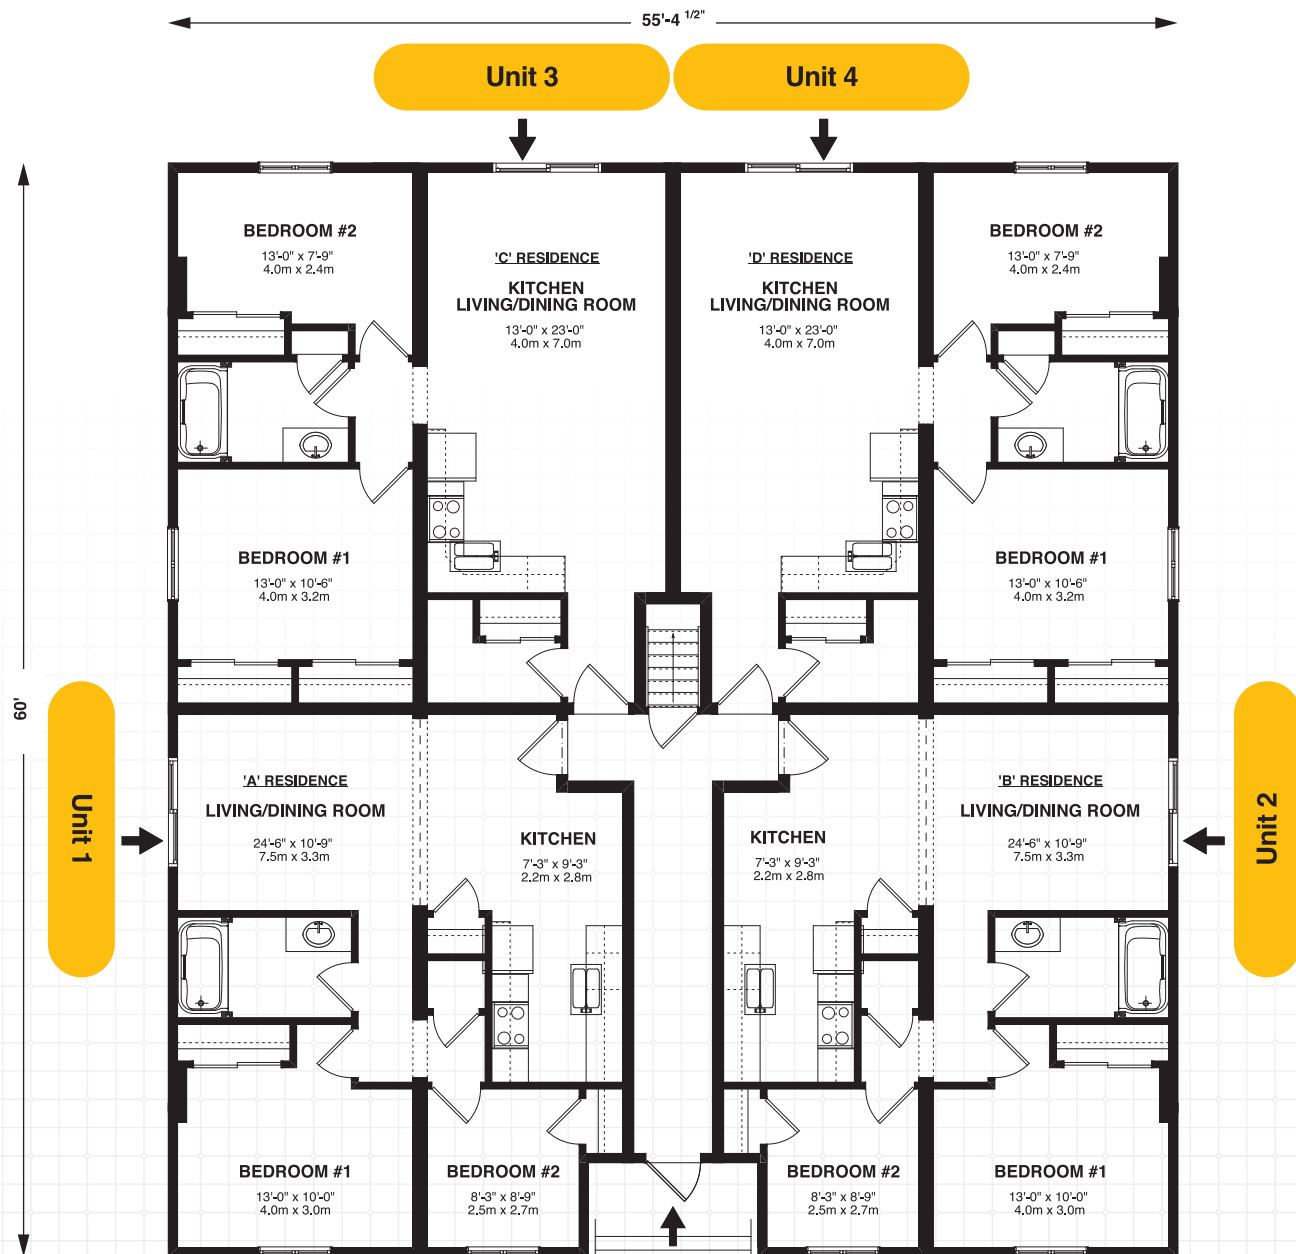 55'-4 1/2"
Unit 3
Unit 4
BEDROOM #2
13'-0" x 7'-9"
4.0m x 2.4m
'C' RESIDENCE
KITCHEN
LIVING/DINING ROOM
13'-0" x 23'-0"
4.0m x 7.0m
'D' RESIDENCE
KITCHEN
LIVING/DINING ROOM
13'-0" x 23'-0"
4.0m x 7.0m
BEDROOM #2
13'-0" x 7'-9"
4.0m x 2.4m
BEDROOM #1
13'-0" x 10'-6"
4.0m x 3.2m
BEDROOM #1
13'-0" x 10'-6"
4.0m x 3.2m
60'
Unit 1
'A' RESIDENCE
LIVING/DINING ROOM
24'-6" x 10'-9"
7.5m x 3.3m
KITCHEN
7'-3" x 9'-3"
2.2m x 2.8m
KITCHEN
7'-3" x 9'-3"
2.2m x 2.8m
'B' RESIDENCE
LIVING/DINING ROOM
24'-6" x 10'-9"
7.5m x 3.3m
Unit 2
BEDROOM #1
13'-0" x 10'-0"
4.0m x 3.0m
BEDROOM #2
8'-3" x 8'-9"
2.5m x 2.7m
BEDROOM #2
8'-3" x 8'-9"
2.5m x 2.7m
BEDROOM #1
13'-0" x 10'-0"
4.0m x 3.0m